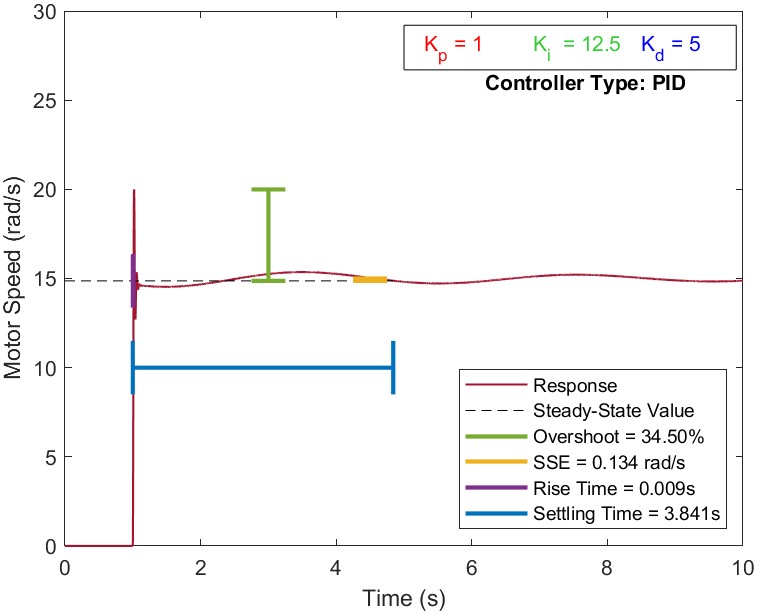 30
25
20
15
10
5
0
Motor Speed (rad/s)
Kp = 1 Ki = 12.5 Kd = 5
Controller Type: PID
Response
Steady-State Value
Overshoot = 34.50%
SSE = 0.134 rad/s
Rise Time = 0.009s
Settling Time = 3.841s
0 2 4 6 8 10
Time (s)